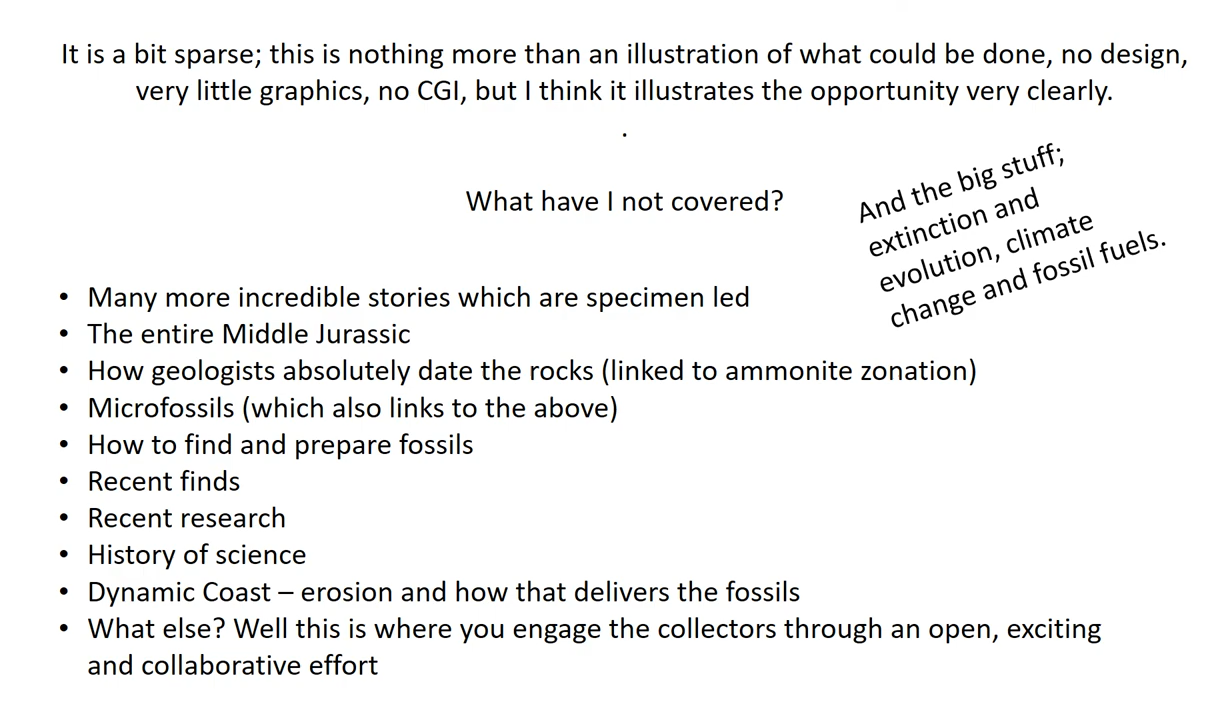 It is a bit sparse; this is nothing more than an illustration of what could be done, no design,
very little graphics, no CGI, but I think it illustrates the opportunity very clearly.
.
What have I not covered?
And the big stuff;
extinction and
evolution, climate
change and fossil fuels.
• Many more incredible stories which are specimen led
• The entire Middle Jurassic
• How geologists absolutely date the rocks (linked to ammonite zonation)
• Microfossils (which also links to the above)
• How to find and prepare fossils
• Recent finds
• Recent research
• History of science
• Dynamic Coast – erosion and how that delivers the fossils
• What else? Well this is where you engage the collectors through an open, exciting
and collaborative effort